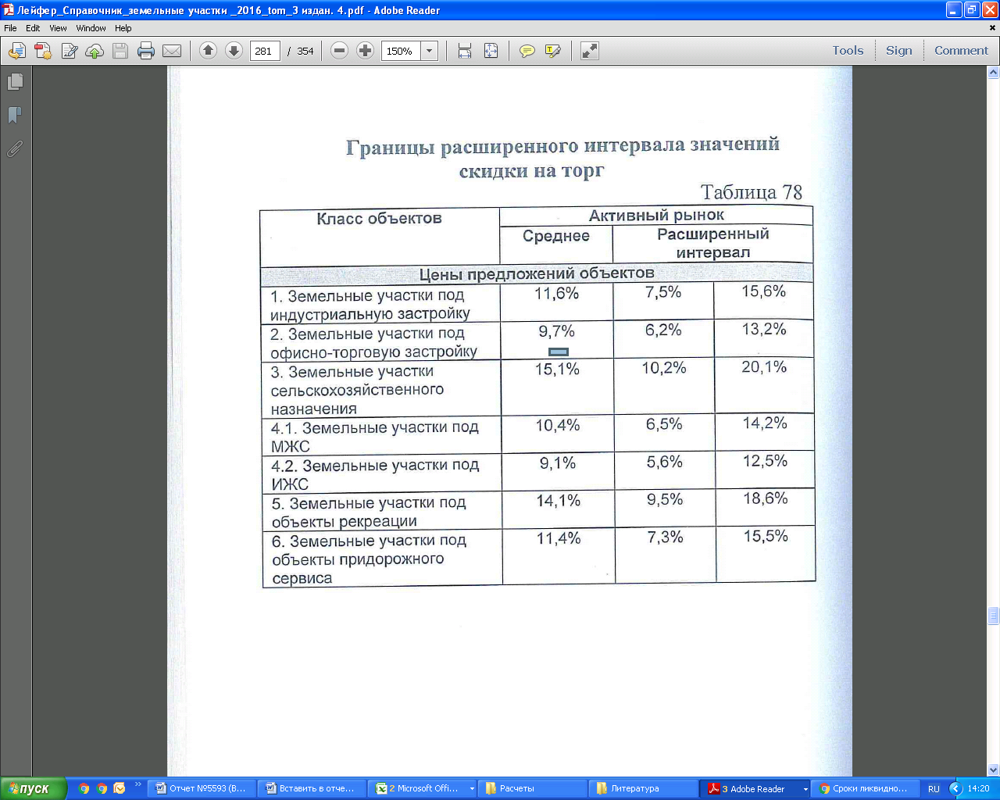 Лейфер_Справочник_земельные участки _2016_tom_3 издан. 4.pdf - Adobe Reader
File Edit View Window Help
281 / 354 150% Tools Sign Comment
Границы расширенного интервала значений
скидки на торг
Таблица 78
Класс объектов Активный рынок
Среднее Расширенный
интервал
Цены предложений объектов
1. Земельные участки под 11,6% 7,5% 15,6%
индустриальную застройку
2. Земельные участки под 9,7% 6,2% 13,2%
офисно-торговую застройку
3. Земельные участки 15,1% 10,2% 20,1%
сельскохозяйственного
назначения
4.1. Земельные участки под 10,4% 6,5% 14,2%
МЖС
4.2. Земельные участки под 9,1% 5,6% 12,5%
ИЖС
5. Земельные участки под 14,1% 9,5% 18,6%
объекты рекреации
6. Земельные участки под 11,4% 7,3% 15,5%
объекты придорожного
сервиса
пуск » Отчет №5593 (В... Вставить в отче... 2 Microsoft Offi... Расчеты Литература 3 Adobe Reader Сроки ликвидно... RU 14:20